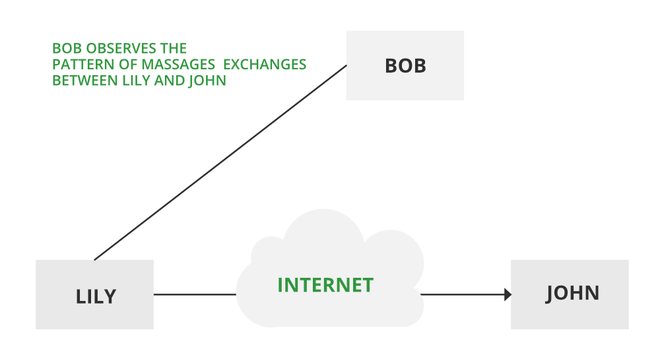 BOB OBSERVES THE
PATTERN OF MASSAGES EXCHANGES
BETWEEN LILY AND JOHN
BOB
LILY
INTERNET
JOHN